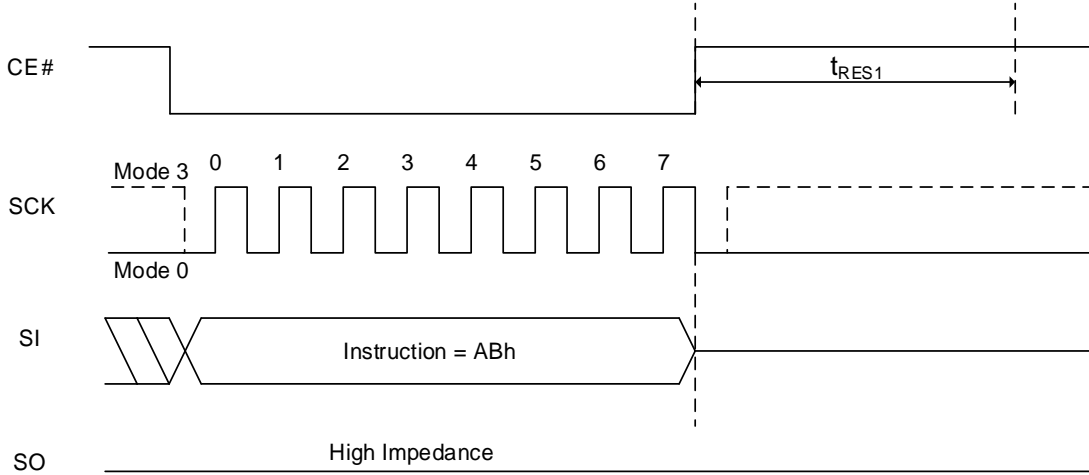 CE#
tRES1
Mode 3 0 1 2 3 4 5 6 7
SCK
Mode 0
SI
Instruction = ABh
High Impedance
SO